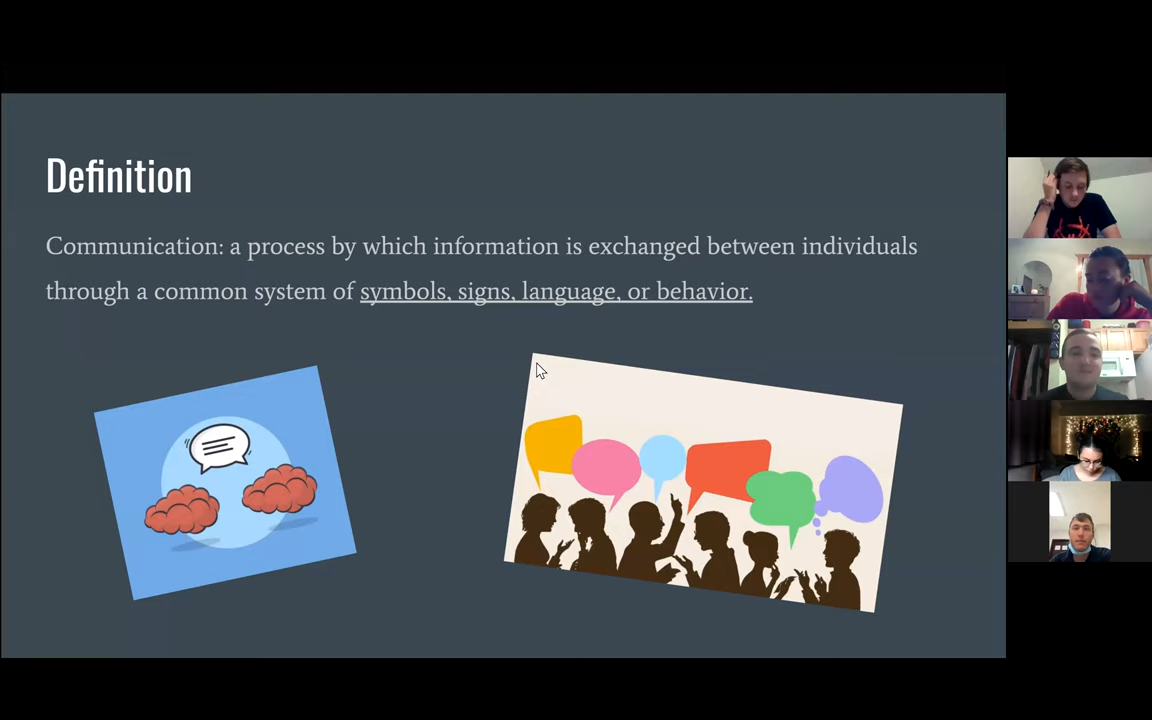 Definition
Communication: a process by which information is exchanged between individuals
through a common system of symbols, signs, language, or behavior.